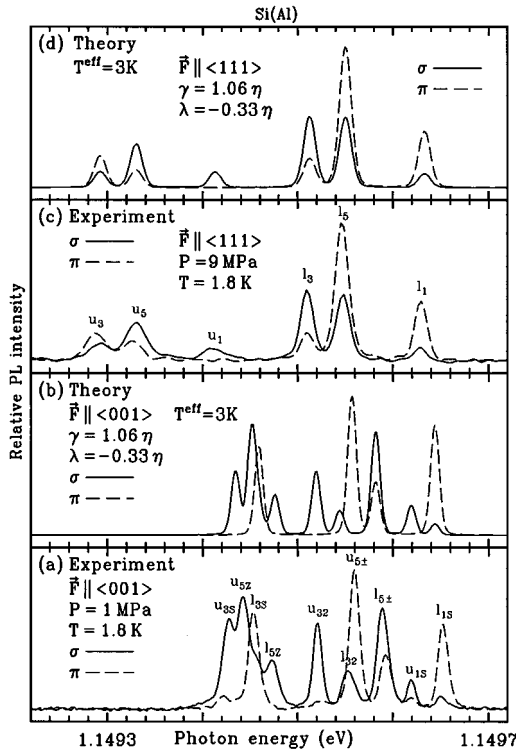 Si(Al)
(d) Theory
T^eff=3K
F⃗ ∥ <111>
γ = 1.06 η
λ = −0.33 η
σ
π
(c) Experiment
σ
π
F⃗ ∥ <111>
P = 9 MPa
T = 1.8 K
u3
u5
u1
l3
l5
l1
(b) Theory
F⃗ ∥ <001> T^eff=3K
γ = 1.06 η
λ = −0.33 η
σ
π
(a) Experiment
F⃗ ∥ <001>
P = 1 MPa
T = 1.8 K
σ
π
u3S
u5Z
l3S
l5Z
u32
l32
u5±
l5±
u1S
l1S
Relative PL intensity
1.1493
Photon energy (eV)
1.1497